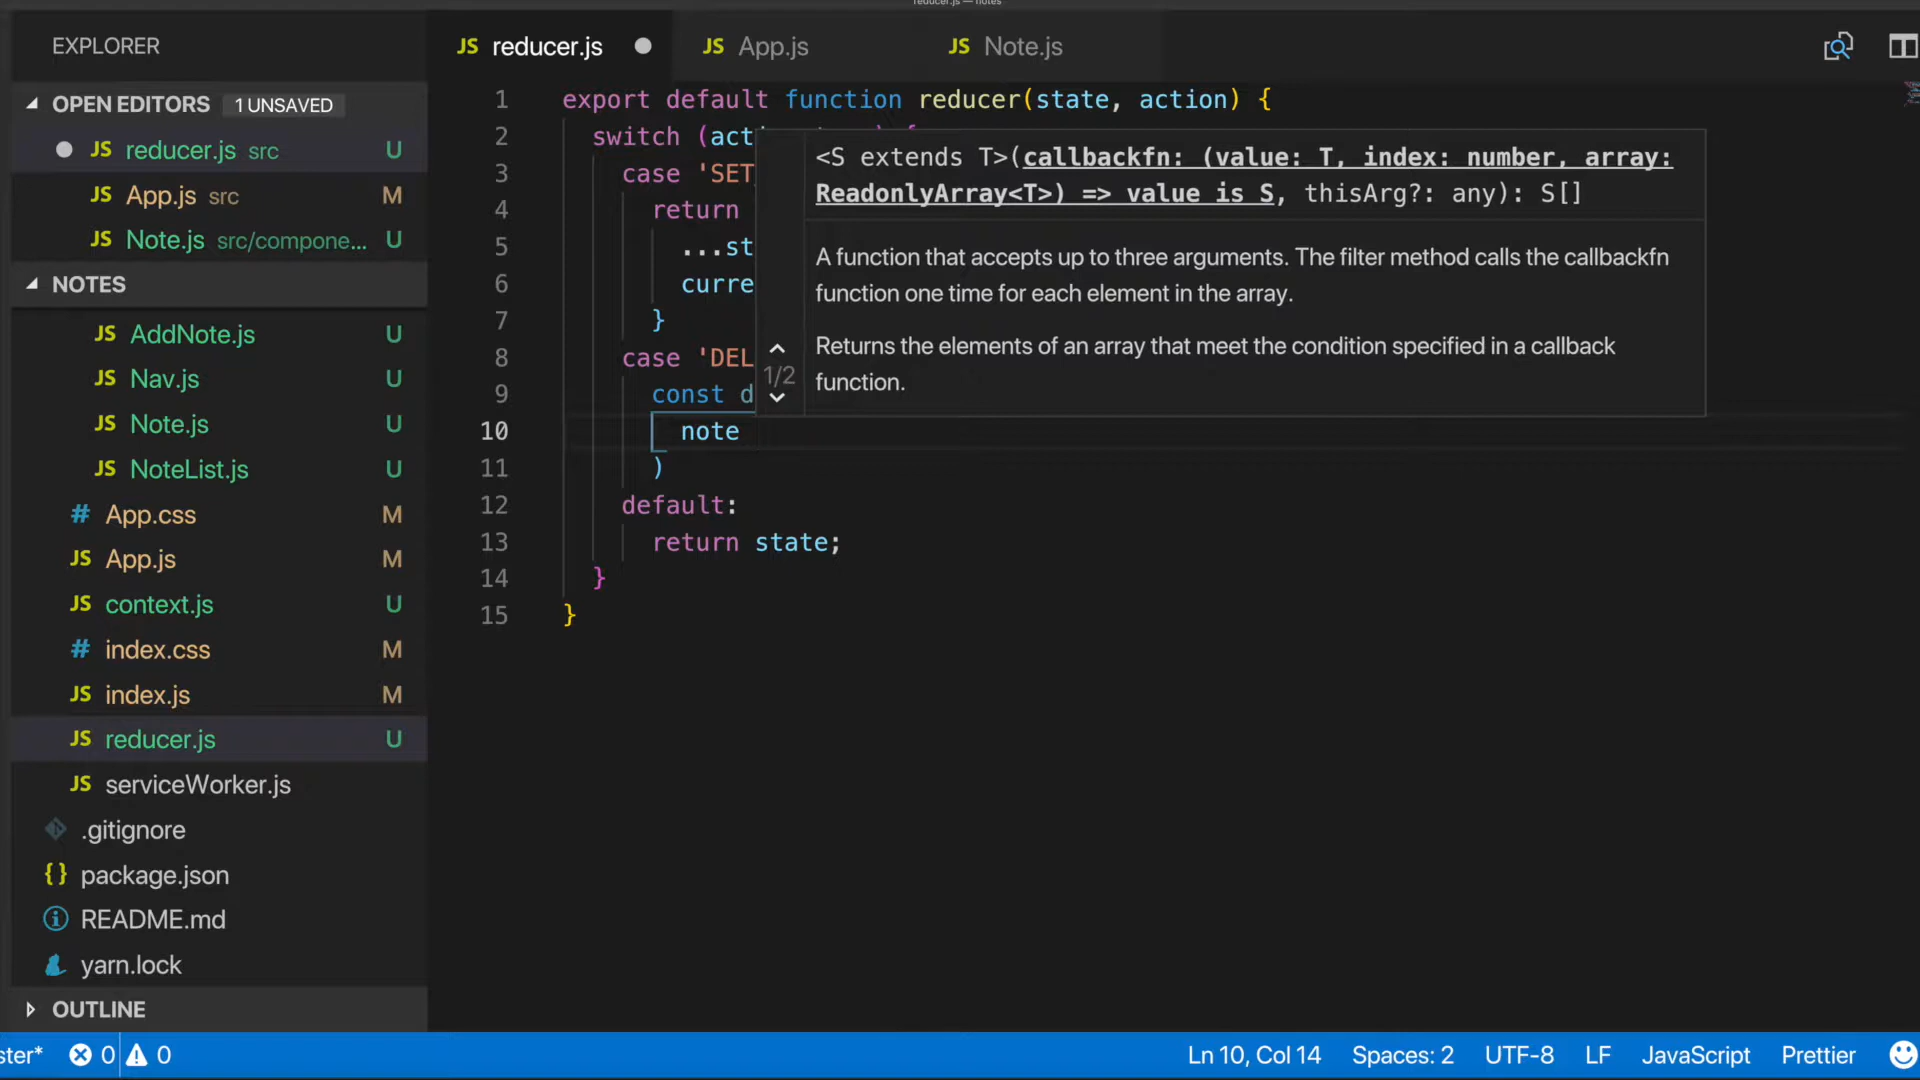 reducer.js — notes
EXPLORER
OPEN EDITORS 1 UNSAVED
JS reducer.js src U
JS App.js src M
JS Note.js src/compone... U
NOTES
JS AddNote.js U
JS Nav.js U
JS Note.js U
JS NoteList.js U
# App.css M
JS App.js M
JS context.js U
# index.css M
JS index.js M
JS reducer.js U
JS serviceWorker.js
.gitignore
{} package.json
README.md
yarn.lock
OUTLINE
JS reducer.js
JS App.js
JS Note.js
1 export default function reducer(state, action) {
2 switch (act
3 case 'SET
4 return
5 ...st
6 curre
7 }
8 case 'DEL
9 const d
10 note
11 )
12 default:
13 return state;
14 }
15 }
1/2
<S extends T>(callbackfn: (value: T, index: number, array:
ReadonlyArray<T>) => value is S, thisArg?: any): S[]
A function that accepts up to three arguments. The filter method calls the callbackfn
function one time for each element in the array.
Returns the elements of an array that meet the condition specified in a callback
function.
ster* 0 0 Ln 10, Col 14 Spaces: 2 UTF-8 LF JavaScript Prettier